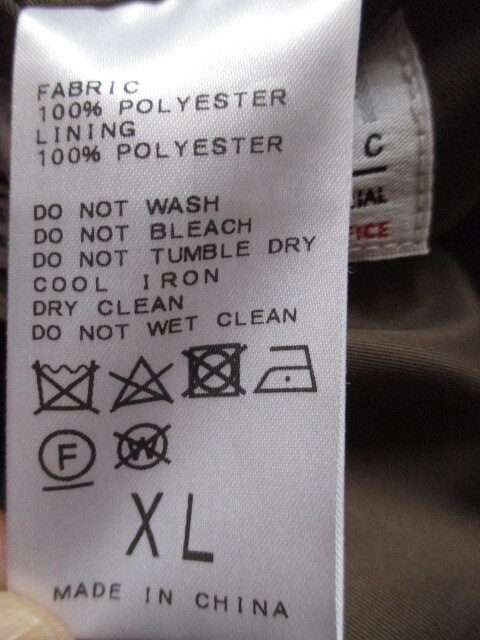 FABRIC
100% POLYESTER
LINING
100% POLYESTER
DO NOT WASH
DO NOT BLEACH
DO NOT TUMBLE DRY
COOL IRON
DRY CLEAN
DO NOT WET CLEAN
F W
XL
MADE IN CHINA
C